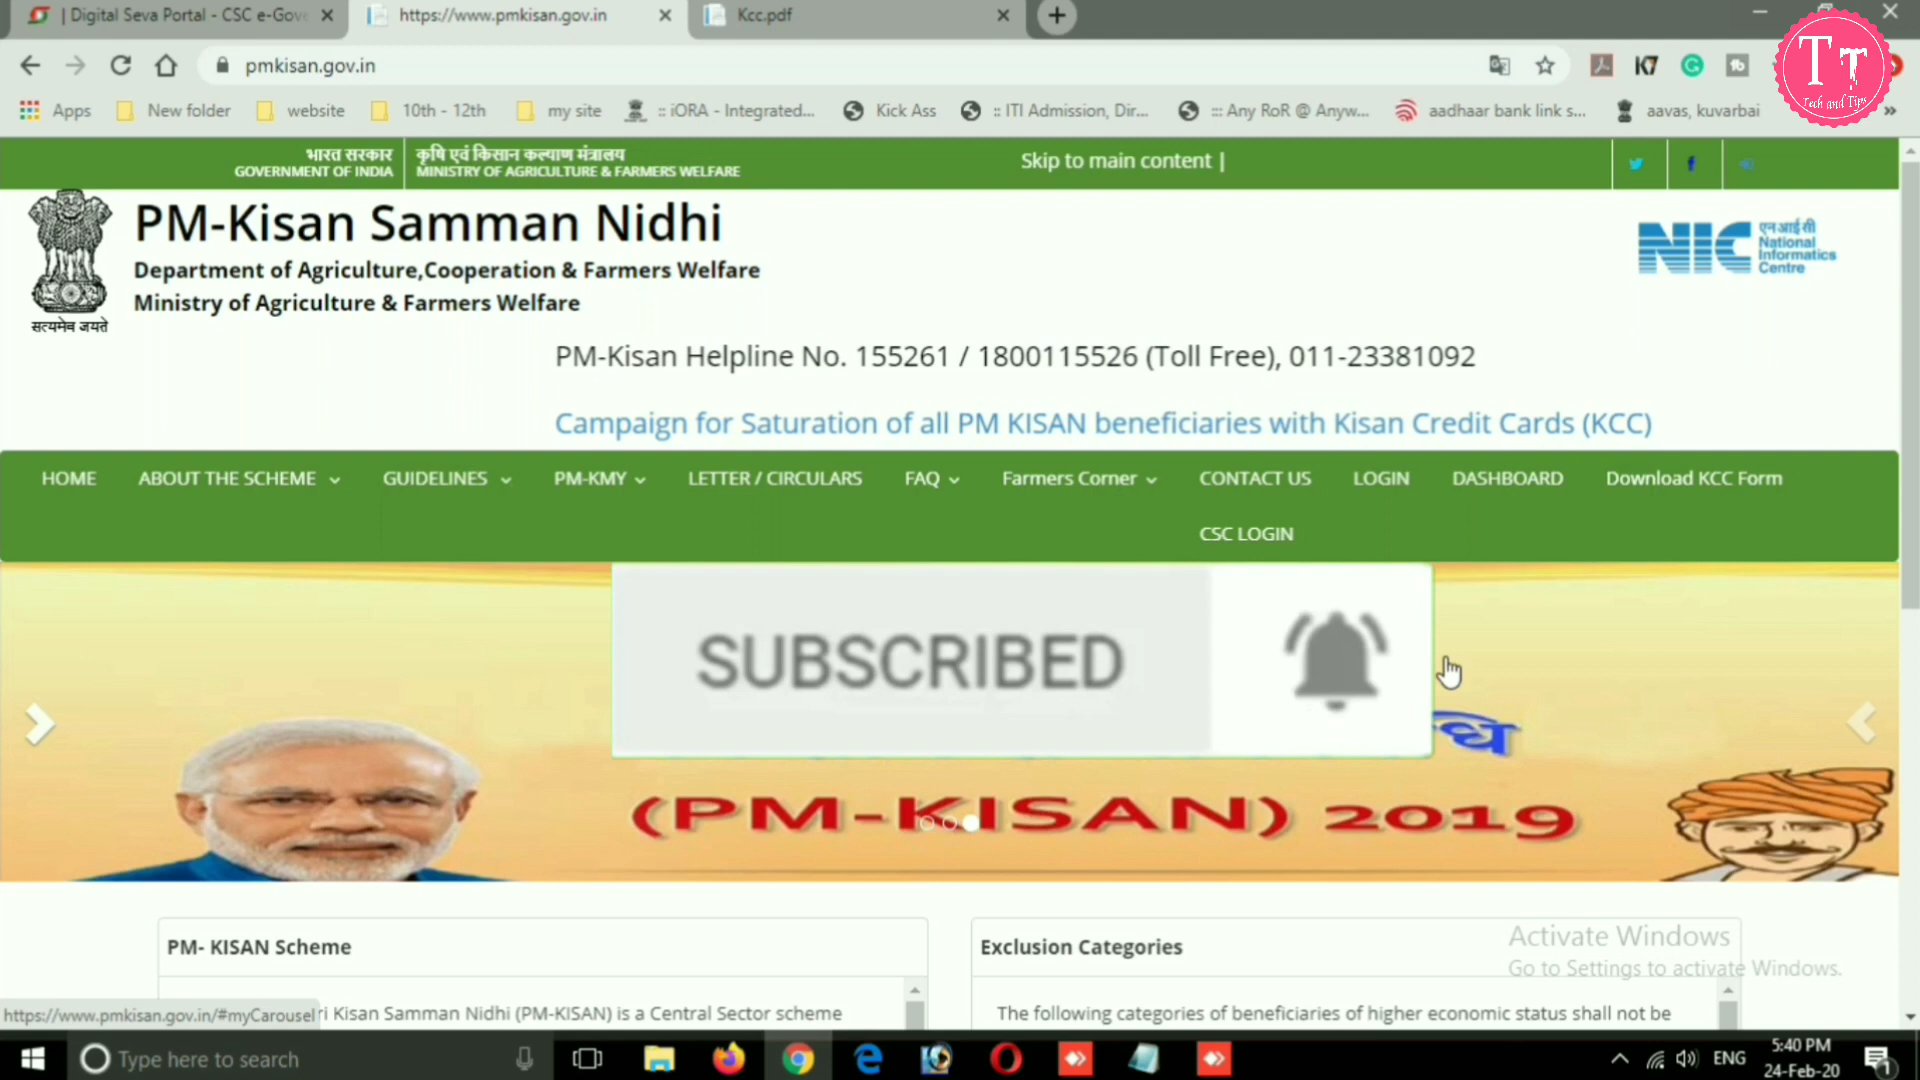 | Digital Seva Portal - CSC e-Gov
https://www.pmkisan.gov.in
Kcc.pdf
pmkisan.gov.in
Apps
New folder
website
10th - 12th
my site
:: iORA - Integrated...
Kick Ass
:: ITI Admission, Dir...
::: Any RoR @ Anyw...
aadhaar bank link s...
aavas, kuvarbai
»
TT
Tech and Tips
भारत सरकार
GOVERNMENT OF INDIA
कृषि एवं किसान कल्याण मंत्रालय
MINISTRY OF AGRICULTURE & FARMERS WELFARE
Skip to main content |
PM-Kisan Samman Nidhi
Department of Agriculture,Cooperation & Farmers Welfare
Ministry of Agriculture & Farmers Welfare
सत्यमेव जयते
NIC
एन आई सी
National
Informatics
Centre
PM-Kisan Helpline No. 155261 / 1800115526 (Toll Free), 011-23381092
Campaign for Saturation of all PM KISAN beneficiaries with Kisan Credit Cards (KCC)
HOME ABOUT THE SCHEME GUIDELINES PM-KMY LETTER / CIRCULARS FAQ Farmers Corner CONTACT US LOGIN DASHBOARD Download KCC Form
CSC LOGIN
SUBSCRIBED
(PM-KISAN) 2019
PM- KISAN Scheme
Exclusion Categories
Activate Windows
Go to Settings to activate Windows.
https://www.pmkisan.gov.in/#myCarousel
ri Kisan Samman Nidhi (PM-KISAN) is a Central Sector scheme
The following categories of beneficiaries of higher economic status shall not be
Type here to search
ENG
5:40 PM
24-Feb-20
1